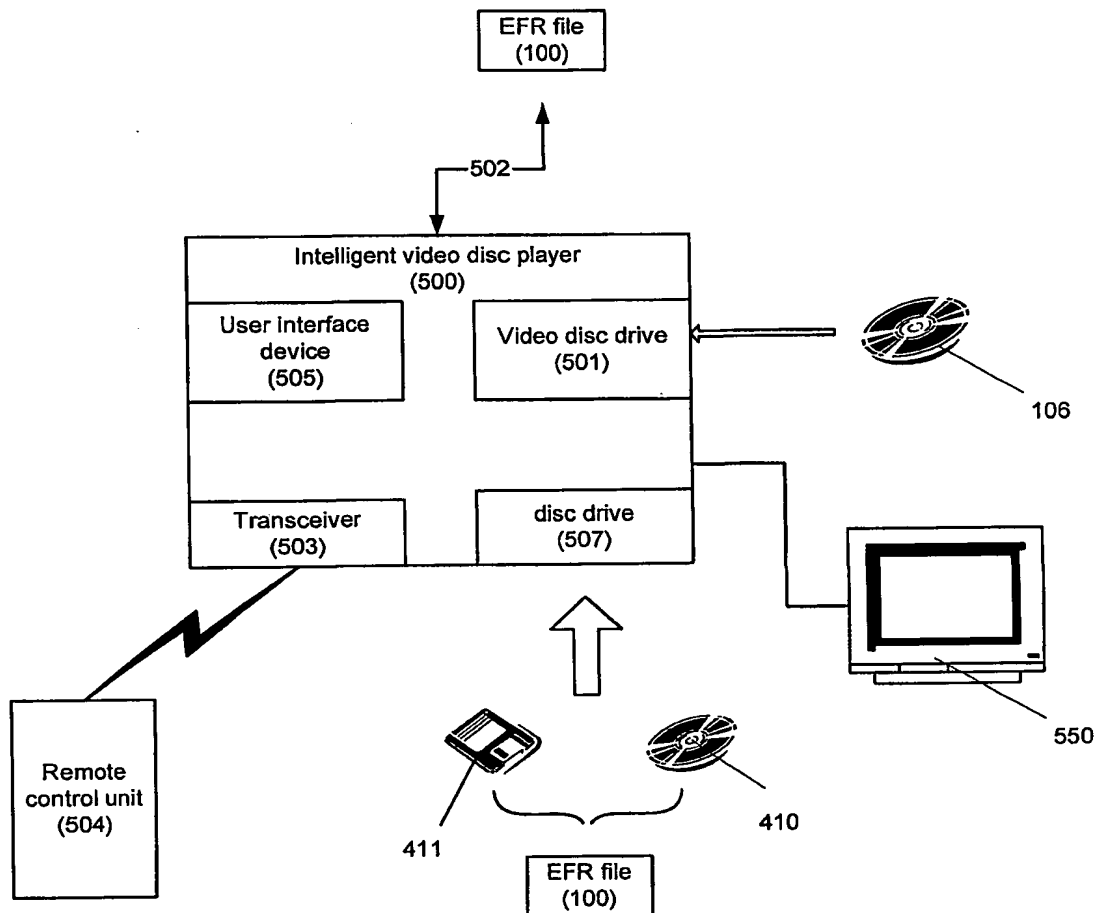 EFR file
(100)
502
Intelligent video disc player
(500)
User interface
device
(505)
Video disc drive
(501)
106
Transceiver
(503)
disc drive
(507)
550
Remote
control unit
(504)
411
410
EFR file
(100)